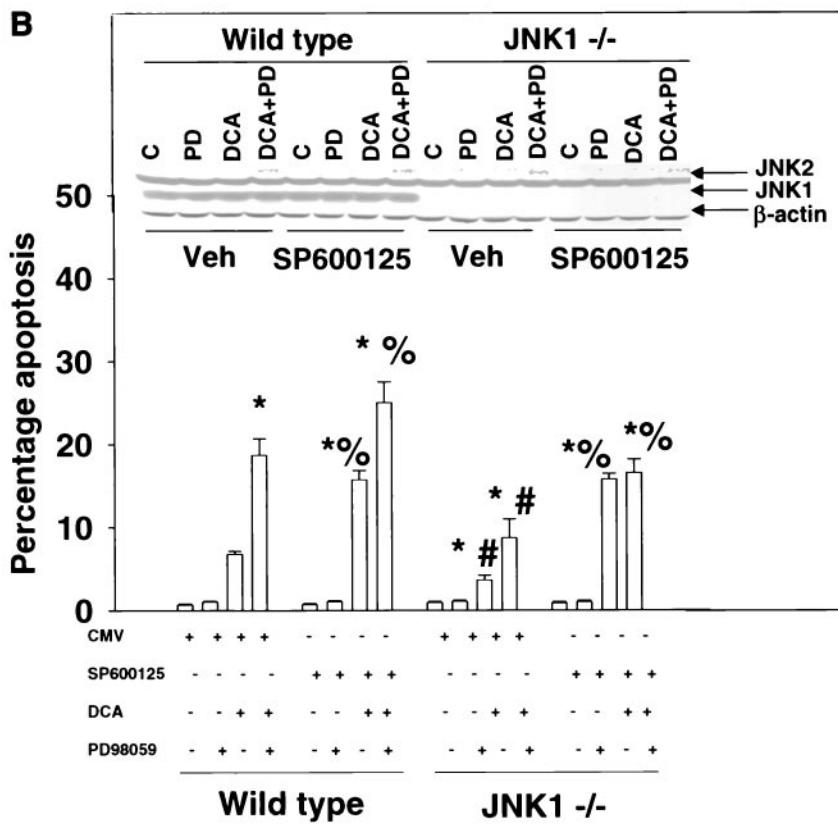 B
Wild type JNK1 -/-
C PD DCA DCA+PD C PD DCA DCA+PD C PD DCA DCA+PD C PD DCA DCA+PD
JNK2
JNK1
β-actin
Veh SP600125 Veh SP600125
Percentage apoptosis
50
40
30
20
10
0
* % 
*
*% *% *%
* #
* #
CMV + + + + - - - - + + + + - - - -
SP600125 - - - - + + + + - - - - + + + +
DCA - - + + - - + + - - + + - - + +
PD98059 - + - + - + - + - + - + - + - +
Wild type JNK1 -/-